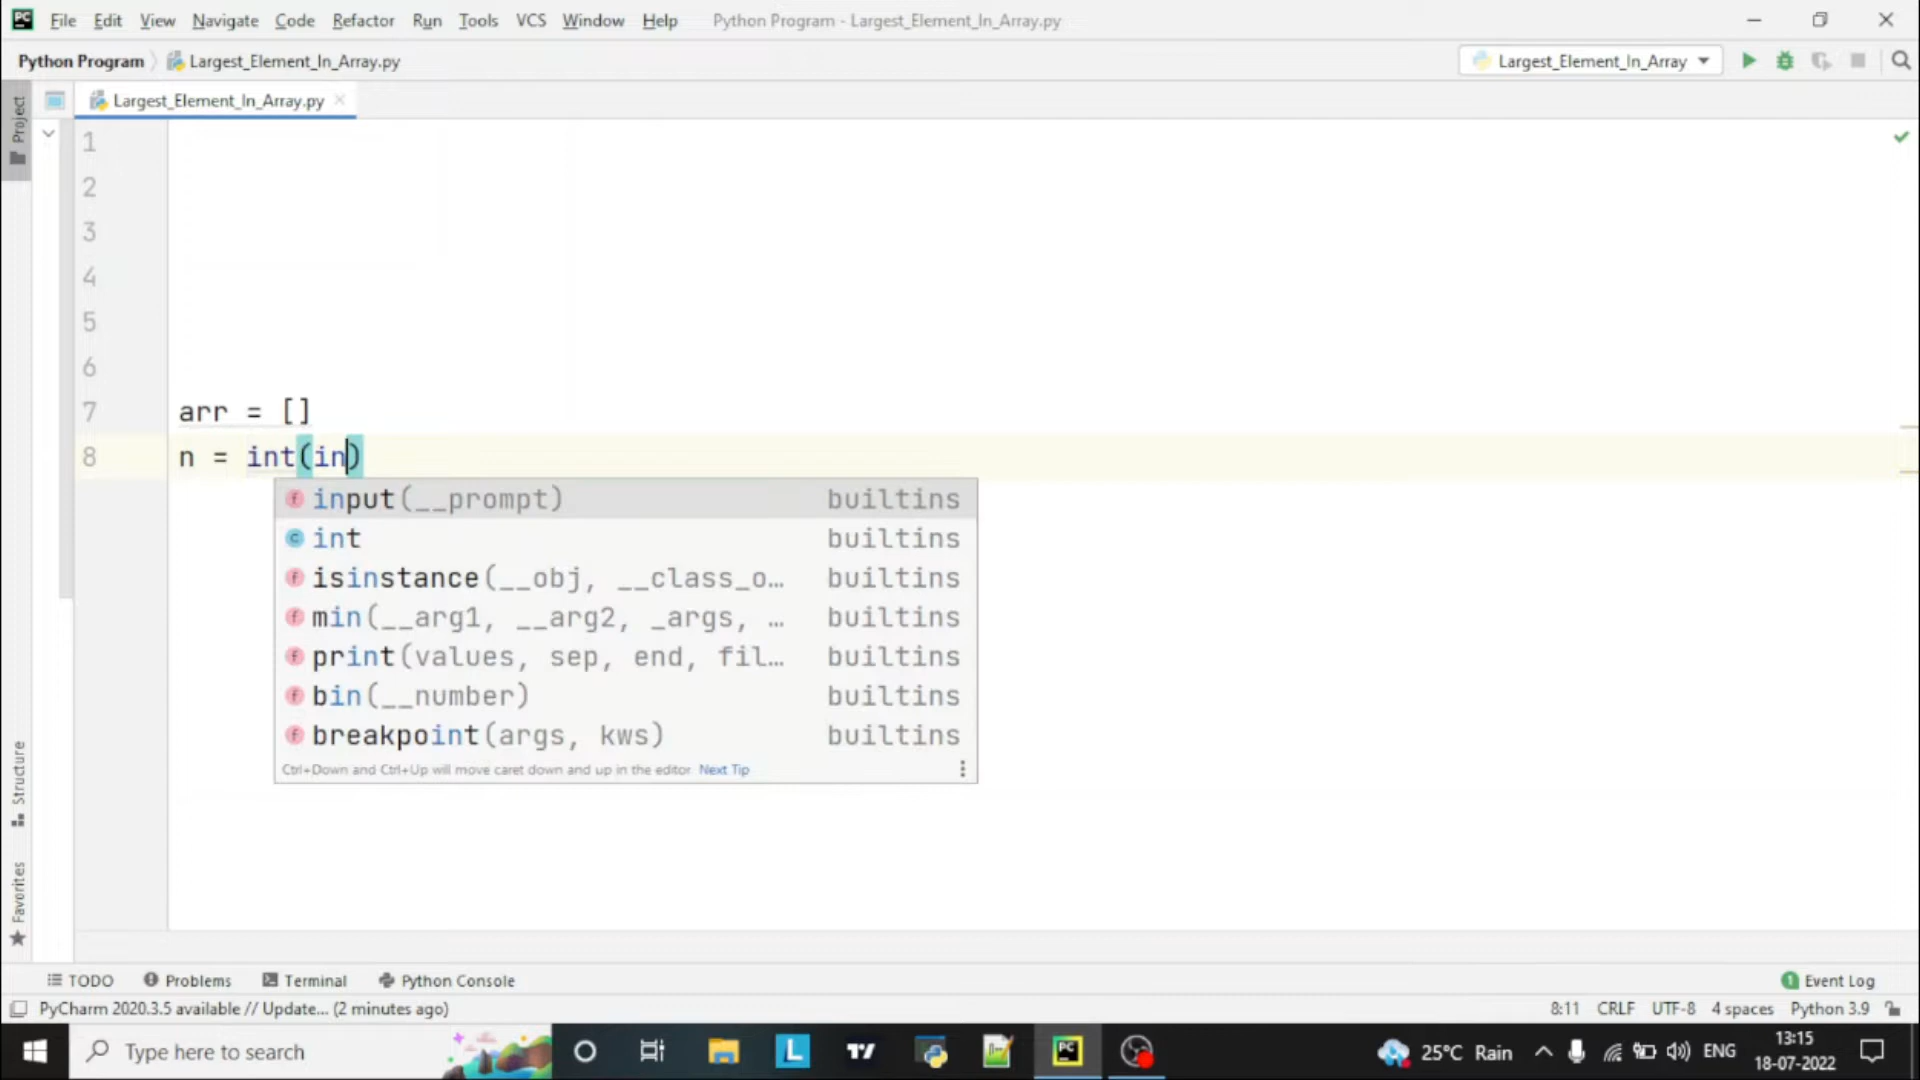 PC File Edit View Navigate Code Refactor Run Tools VCS Window Help Python Program - Largest_Element_In_Array.py
Python Program Largest_Element_In_Array.py Largest_Element_In_Array
Project
Largest_Element_In_Array.py
1
2
3
4
5
6
7 arr = []
8 n = int(in)
input(__prompt) builtins
int builtins
isinstance(__obj, __class_o… builtins
min(__arg1, __arg2, _args, … builtins
print(values, sep, end, fil… builtins
bin(__number) builtins
breakpoint(args, kws) builtins
Ctrl+Down and Ctrl+Up will move caret down and up in the editor Next Tip
Structure
Favorites
TODO Problems Terminal Python Console 1 Event Log
PyCharm 2020.3.5 available // Update... (2 minutes ago) 8:11 CRLF UTF-8 4 spaces Python 3.9
Type here to search L PC 25°C Rain ENG 13:15
18-07-2022